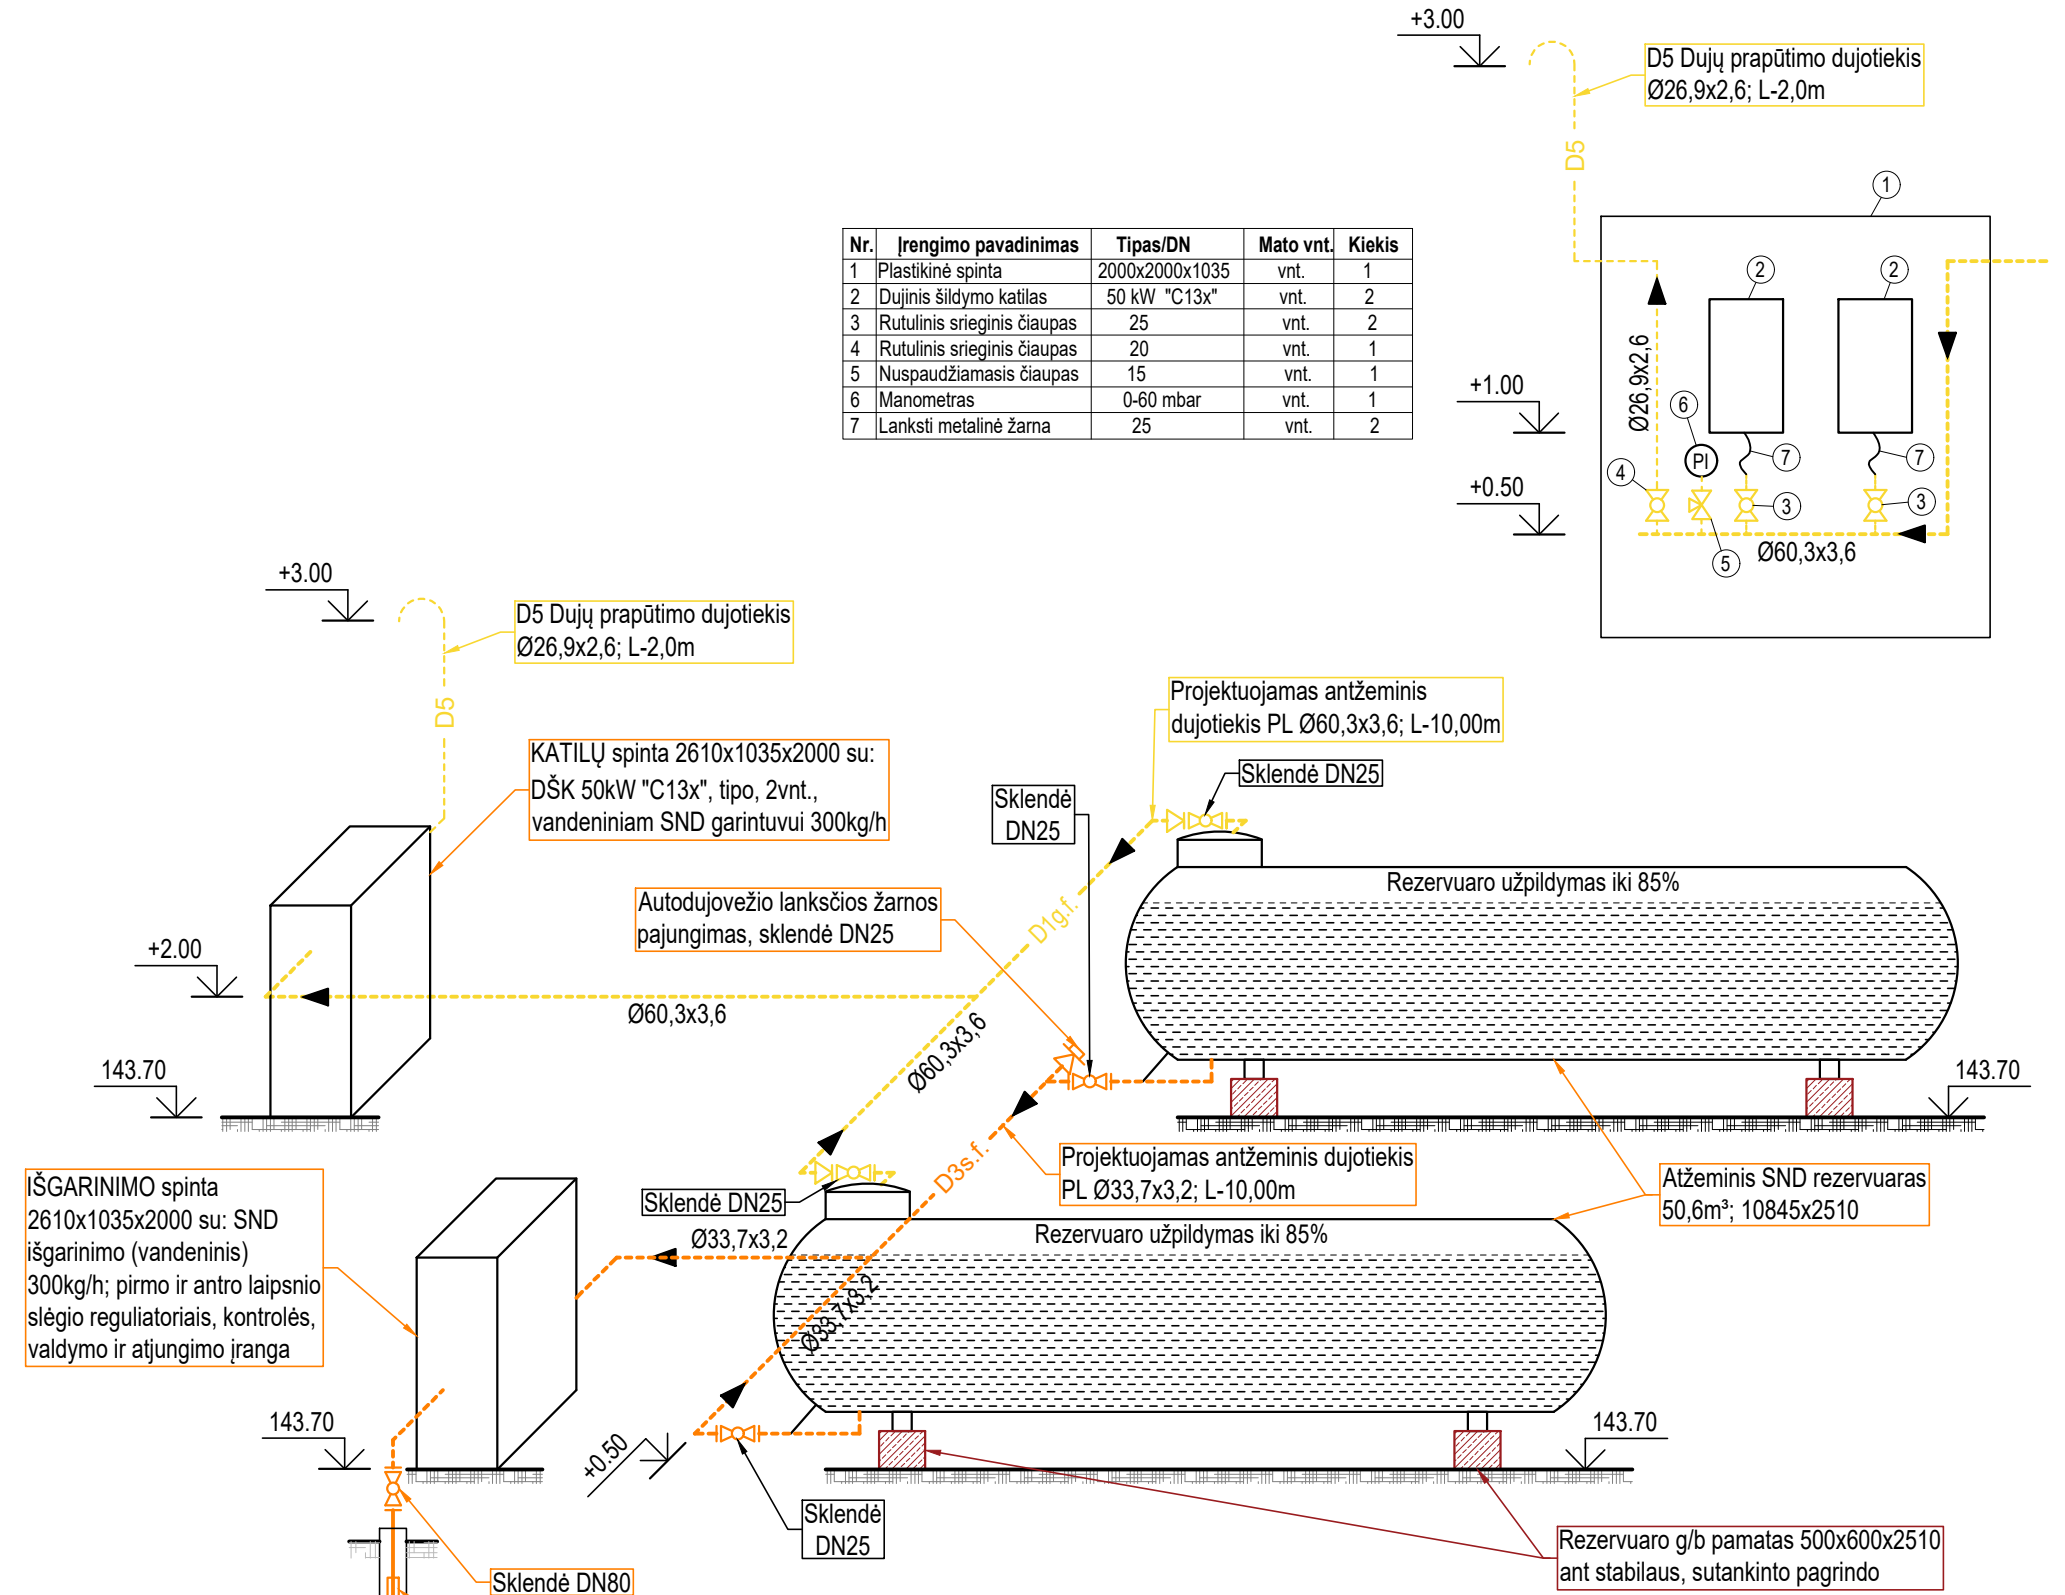 +3.00
D5 Dujų prapūtimo dujotiekis
Ø26,9x2,6; L-2,0m
D5
1
Nr. Įrengimo pavadinimas Tipas/DN Mato vnt. Kiekis
1 Plastikinė spinta 2000x2000x1035 vnt. 1
2 Dujinis šildymo katilas 50 kW "C13x" vnt. 2
3 Rutulinis srieginis čiaupas 25 vnt. 2
4 Rutulinis srieginis čiaupas 20 vnt. 1
5 Nuspaudžiamasis čiaupas 15 vnt. 1
6 Manometras 0-60 mbar vnt. 1
7 Lanksti metalinė žarna 25 vnt. 2
2 2
Ø26,9x2,6
+1.00
6
PI
7 7
4
+0.50
3 3
5
Ø60,3x3,6
+3.00
D5 Dujų prapūtimo dujotiekis
Ø26,9x2,6; L-2,0m
D5
Projektuojamas antžeminis
dujotiekis PL Ø60,3x3,6; L-10,00m
KATILŲ spinta 2610x1035x2000 su:
DŠK 50kW "C13x", tipo, 2vnt.,
vandeniniam SND garintuvui 300kg/h
Sklendė DN25
Sklendė
DN25
Rezervuaro užpildymas iki 85%
Autodujovežio lanksčios žarnos
pajungimas, sklendė DN25
D1g.f.
+2.00
Ø60,3x3,6
Ø60,3x3,6
143.70
143.70
D3s.f.
Projektuojamas antžeminis dujotiekis
PL Ø33,7x3,2; L-10,00m
Atžeminis SND rezervuaras
50,6m³; 10845x2510
IŠGARINIMO spinta
2610x1035x2000 su: SND
išgarinimo (vandeninis)
300kg/h; pirmo ir antro laipsnio
slėgio reguliatoriais, kontrolės,
valdymo ir atjungimo įranga
Sklendė DN25
Ø33,7x3,2
Rezervuaro užpildymas iki 85%
Ø33,7x3,2
143.70
+0.50
143.70
Sklendė
DN25
Rezervuaro g/b pamatas 500x600x2510
ant stabilaus, sutankinto pagrindo
Sklendė DN80